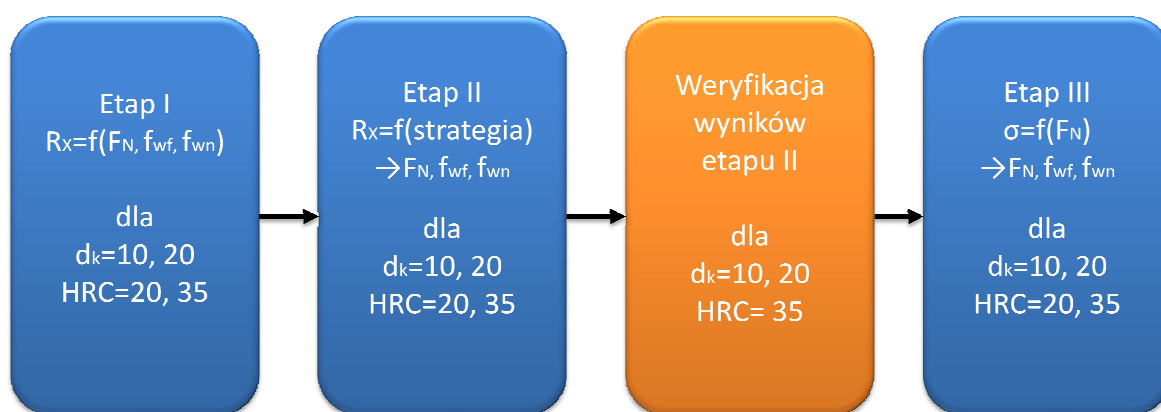 Etap I
Rx=f(FN, fwf, fwn)
dla
dk=10, 20
HRC=20, 35
Etap II
Rx=f(strategia)
→FN, fwf, fwn
dla
dk=10, 20
HRC=20, 35
Weryfikacja
wyników
etapu II
dla
dk=10, 20
HRC= 35
Etap III
σ=f(FN)
→FN, fwf, fwn
dla
dk=10, 20
HRC=20, 35